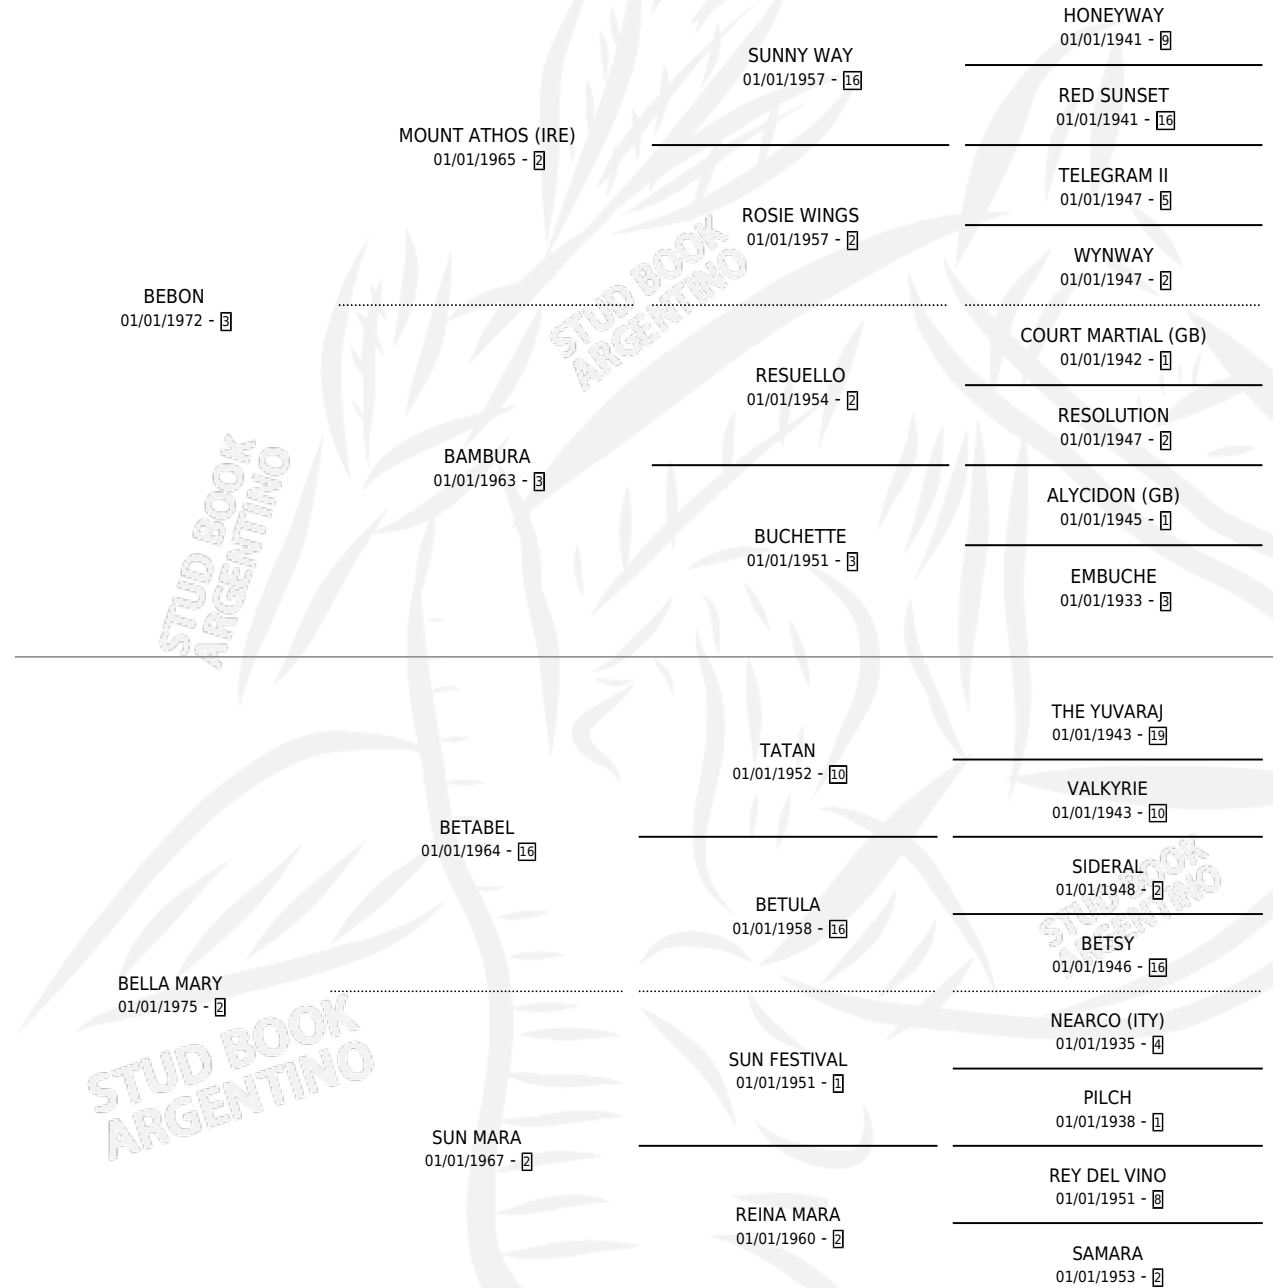 HONEYWAY
01/01/1941 - 9
SUNNY WAY
01/01/1957 - 16
RED SUNSET
01/01/1941 - 16
MOUNT ATHOS (IRE)
01/01/1965 - 2
TELEGRAM II
01/01/1947 - 5
ROSIE WINGS
01/01/1957 - 2
WYNWAY
01/01/1947 - 2
BEBON
01/01/1972 - 3
STUD BOOK
ARGENTINO
COURT MARTIAL (GB)
01/01/1942 - 1
RESUELLO
01/01/1954 - 2
RESOLUTION
01/01/1947 - 2
BAMBURA
01/01/1963 - 3
ALYCIDON (GB)
01/01/1945 - 1
BUCHETTE
01/01/1951 - 3
EMBUCHE
01/01/1933 - 3
STUD BOOK
ARGENTINO
THE YUVARAJ
01/01/1943 - 19
TATAN
01/01/1952 - 10
VALKYRIE
01/01/1943 - 10
BETABEL
01/01/1964 - 16
SIDERAL
01/01/1948 - 2
BETULA
01/01/1958 - 16
STUD BOOK
ARGENTINO
BETSY
01/01/1946 - 16
BELLA MARY
01/01/1975 - 2
NEARCO (ITY)
01/01/1935 - 4
STUD BOOK
ARGENTINO
SUN FESTIVAL
01/01/1951 - 1
PILCH
01/01/1938 - 1
SUN MARA
01/01/1967 - 2
REY DEL VINO
01/01/1951 - 8
REINA MARA
01/01/1960 - 2
SAMARA
01/01/1953 - 2